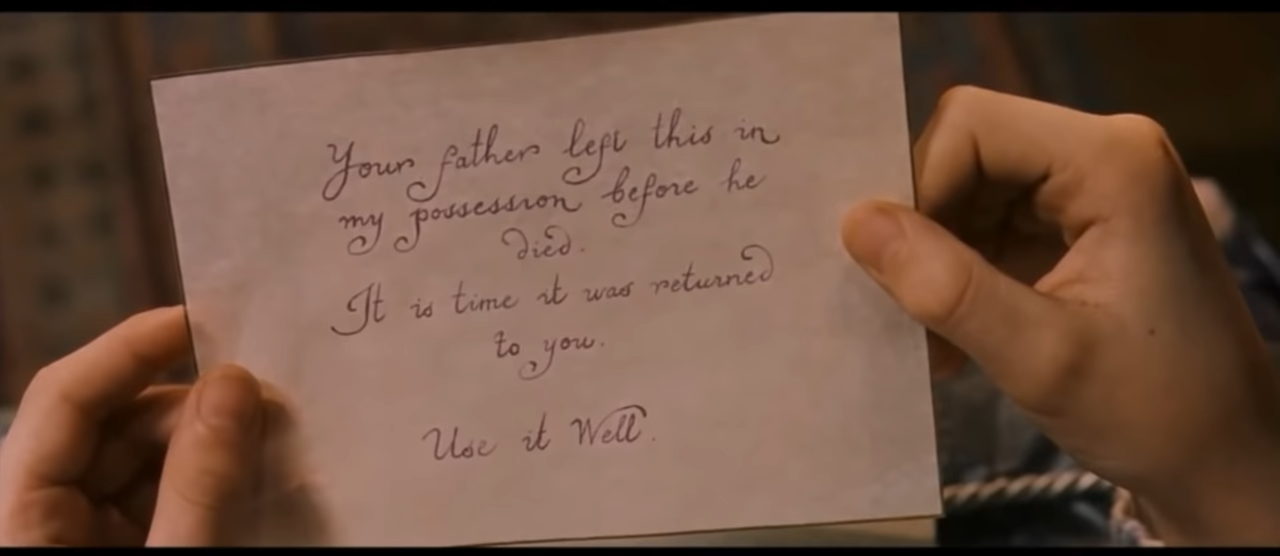 Your father left this in
my possession before he
died.
It is time it was returned
to you.
Use it Well.